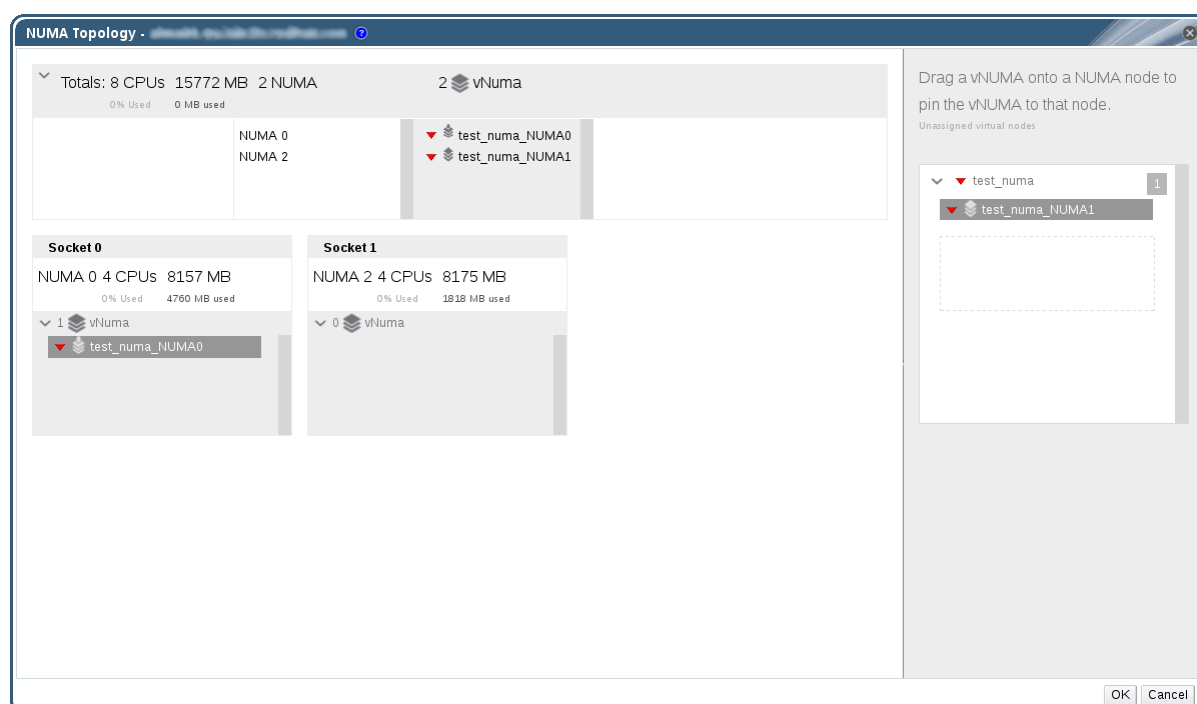 NUMA Topology -
Totals: 8 CPUs 15772 MB 2 NUMA 2 vNuma
0% Used 0 MB used
NUMA 0 test_numa_NUMA0
NUMA 2 test_numa_NUMA1
Socket 0
NUMA 0 4 CPUs 8157 MB
0% Used 4760 MB used
1 vNuma
test_numa_NUMA0
Socket 1
NUMA 2 4 CPUs 8175 MB
0% Used 1818 MB used
0 vNuma
Drag a vNUMA onto a NUMA node to
pin the vNUMA to that node.
Unassigned virtual nodes
test_numa 1
test_numa_NUMA1
OK Cancel